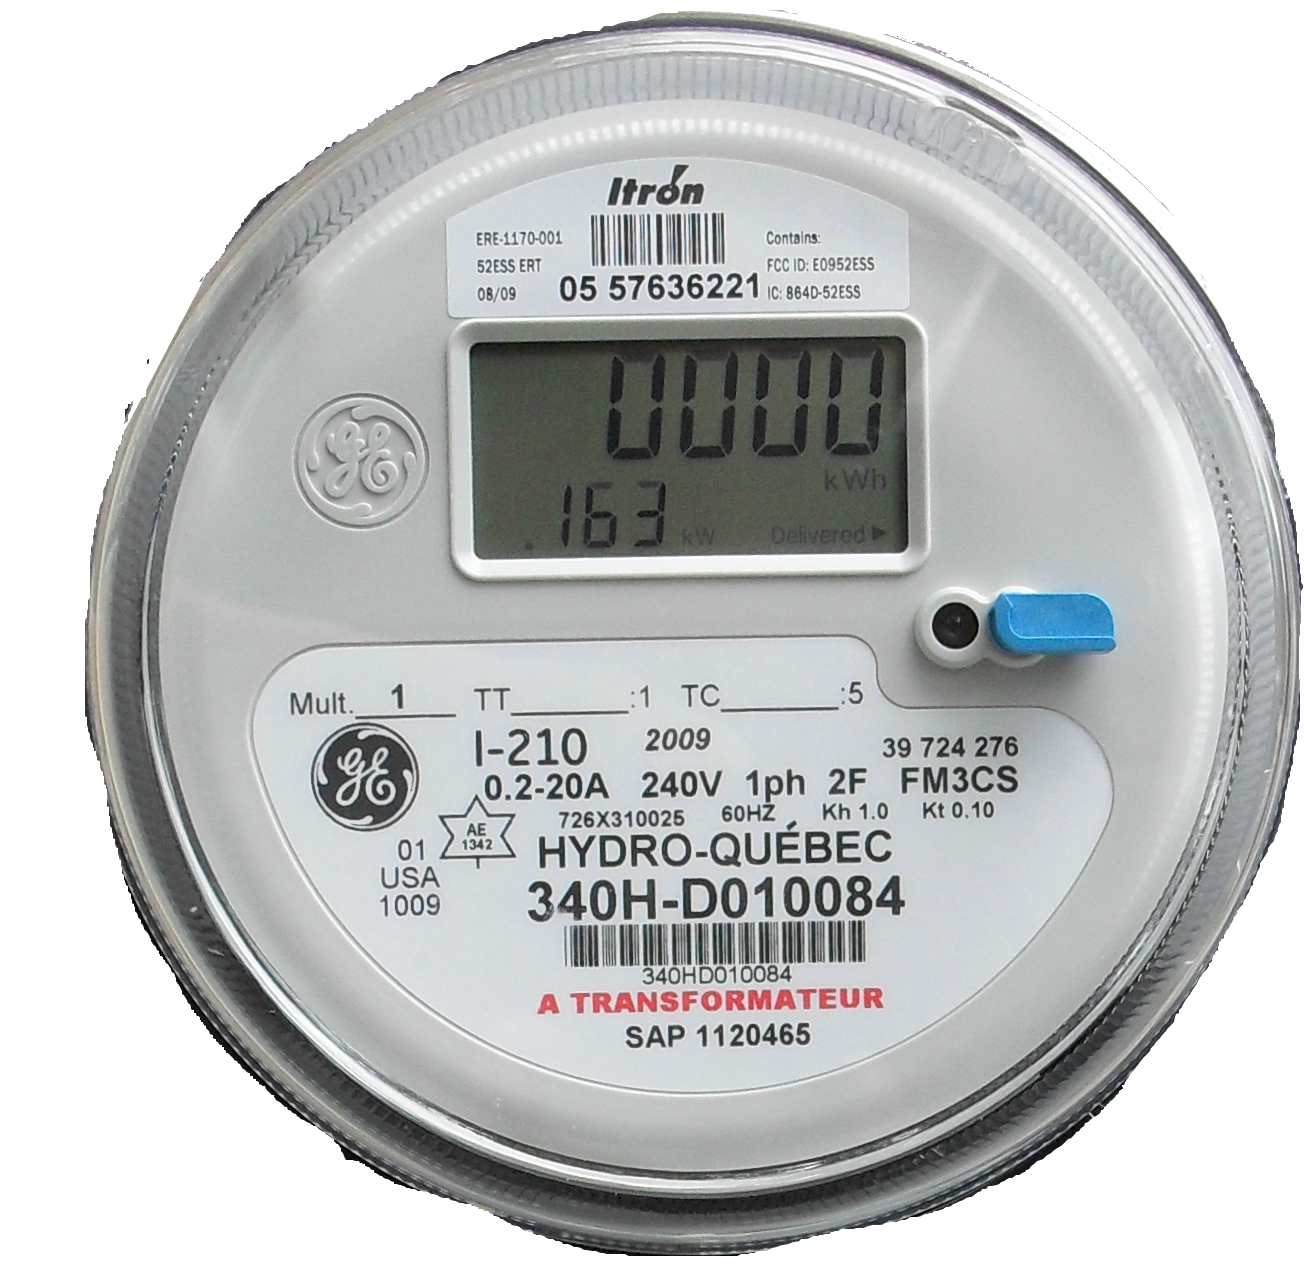 Itron
ERE-1170-001
52ESS ERT
08/09
05 57636221
Contains:
FCC ID: E0952ESS
IC: 864D-52ESS
0000
kWh
.163 kW Delivered ►
GE
Mult. 1 TT :1 TC :5
GE
I-210 2009 39 724 276
0.2-20A 240V 1ph 2F FM3CS
726X310025 60HZ Kh 1.0 Kt 0.10
AE
1342
01
USA
1009
HYDRO-QUÉBEC
340H-D010084
340HD010084
A TRANSFORMATEUR
SAP 1120465